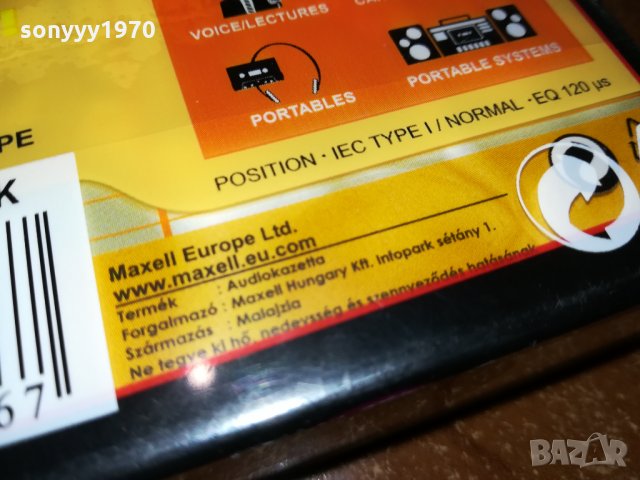 sonyyy1970
VOICE/LECTURES
PORTABLES
PORTABLE SYSTEMS
PE
POSITION · IEC TYPE I / NORMAL · EQ 120 µs
K
Maxell Europe Ltd.
www.maxell.eu.com
Termék : Audiokazetta
Forgalmazó : Maxell Hungary Kft. Infopark sétány 1.
Származás : Malajzia
Ne tegye ki hő, nedvesség és szennyeződés hatásának
67
BAZAR